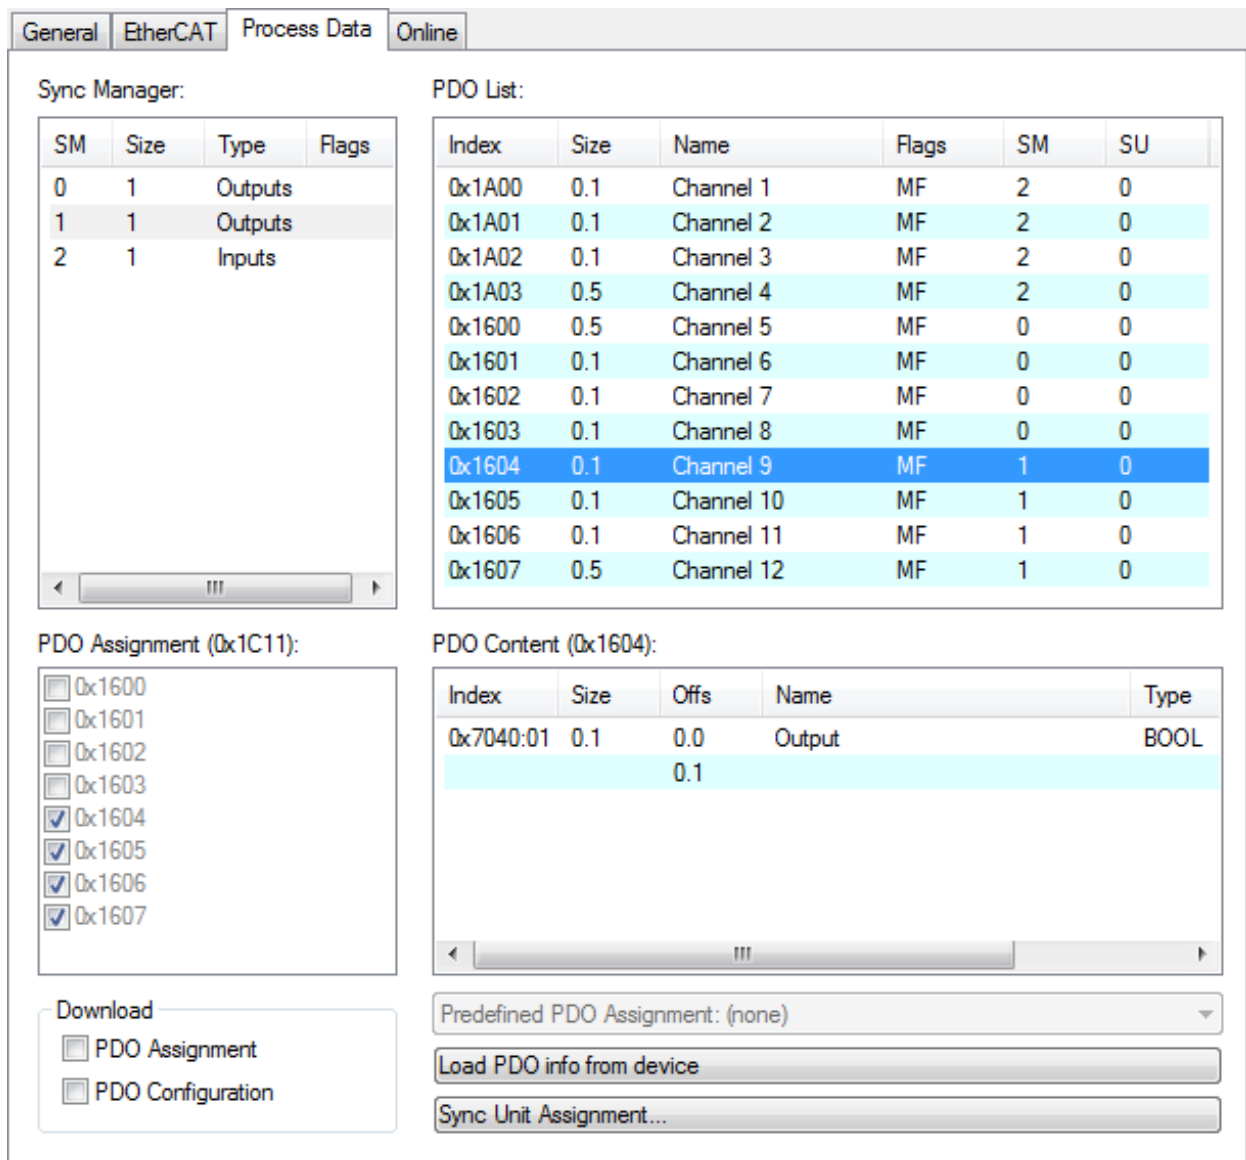 General EtherCAT Process Data Online
Sync Manager:
SM Size Type Flags
0 1 Outputs
1 1 Outputs
2 1 Inputs
PDO List:
Index Size Name Flags SM SU
0x1A00 0.1 Channel 1 MF 2 0
0x1A01 0.1 Channel 2 MF 2 0
0x1A02 0.1 Channel 3 MF 2 0
0x1A03 0.5 Channel 4 MF 2 0
0x1600 0.5 Channel 5 MF 0 0
0x1601 0.1 Channel 6 MF 0 0
0x1602 0.1 Channel 7 MF 0 0
0x1603 0.1 Channel 8 MF 0 0
0x1604 0.1 Channel 9 MF 1 0
0x1605 0.1 Channel 10 MF 1 0
0x1606 0.1 Channel 11 MF 1 0
0x1607 0.5 Channel 12 MF 1 0
PDO Assignment (0x1C11):
0x1600
0x1601
0x1602
0x1603
0x1604
0x1605
0x1606
0x1607
PDO Content (0x1604):
Index Size Offs Name Type
0x7040:01 0.1 0.0 Output BOOL
0.1
Download
PDO Assignment
PDO Configuration
Predefined PDO Assignment: (none)
Load PDO info from device
Sync Unit Assignment...